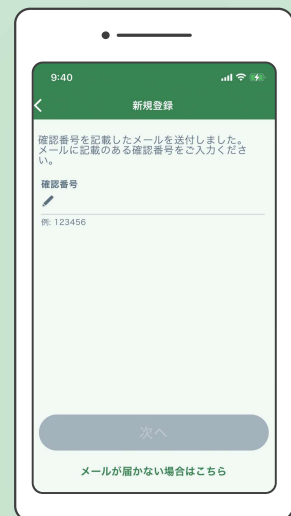 9:40
新規登録
確認番号を記載したメールを送付しました。
メールに記載のある確認番号をご入力くださ
い。
確認番号
例: 123456
次へ
メールが届かない場合はこちら